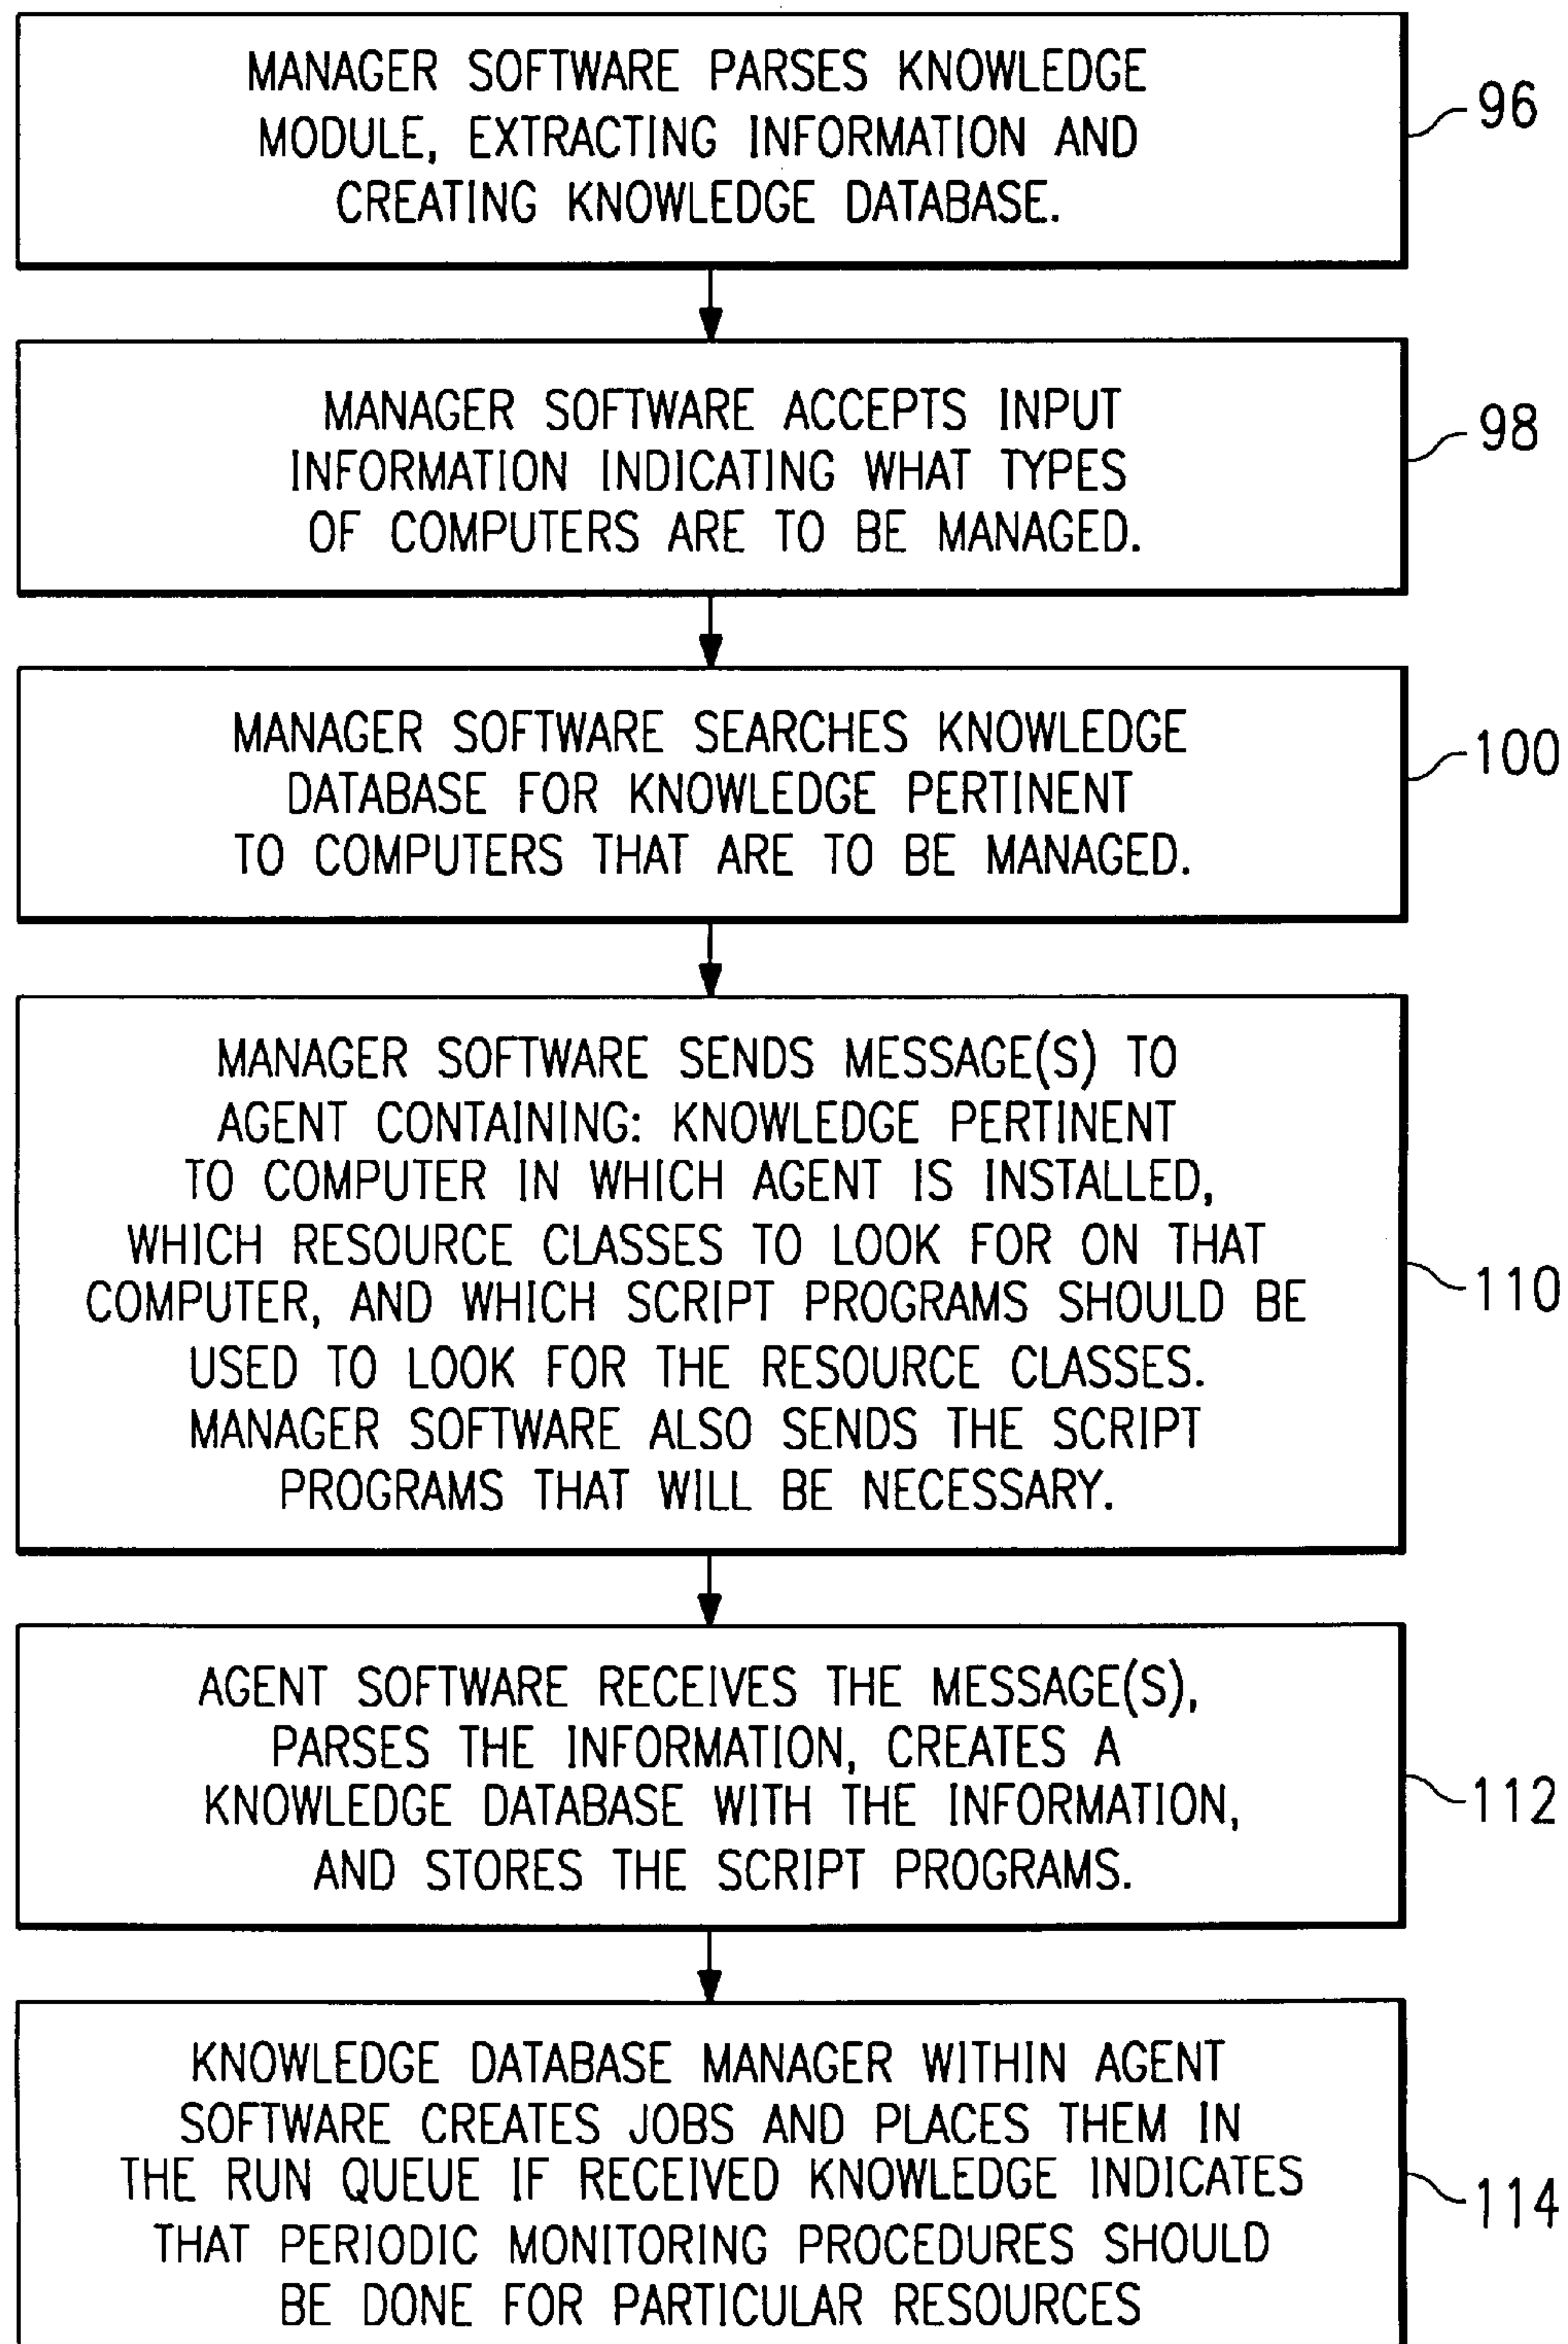 MANAGER SOFTWARE PARSES KNOWLEDGE
MODULE, EXTRACTING INFORMATION AND
CREATING KNOWLEDGE DATABASE.
96
MANAGER SOFTWARE ACCEPTS INPUT
INFORMATION INDICATING WHAT TYPES
OF COMPUTERS ARE TO BE MANAGED.
98
MANAGER SOFTWARE SEARCHES KNOWLEDGE
DATABASE FOR KNOWLEDGE PERTINENT
TO COMPUTERS THAT ARE TO BE MANAGED.
100
MANAGER SOFTWARE SENDS MESSAGE(S) TO
AGENT CONTAINING: KNOWLEDGE PERTINENT
TO COMPUTER IN WHICH AGENT IS INSTALLED,
WHICH RESOURCE CLASSES TO LOOK FOR ON THAT
COMPUTER, AND WHICH SCRIPT PROGRAMS SHOULD BE
USED TO LOOK FOR THE RESOURCE CLASSES.
MANAGER SOFTWARE ALSO SENDS THE SCRIPT
PROGRAMS THAT WILL BE NECESSARY.
110
AGENT SOFTWARE RECEIVES THE MESSAGE(S),
PARSES THE INFORMATION, CREATES A
KNOWLEDGE DATABASE WITH THE INFORMATION,
AND STORES THE SCRIPT PROGRAMS.
112
KNOWLEDGE DATABASE MANAGER WITHIN AGENT
SOFTWARE CREATES JOBS AND PLACES THEM IN
THE RUN QUEUE IF RECEIVED KNOWLEDGE INDICATES
THAT PERIODIC MONITORING PROCEDURES SHOULD
BE DONE FOR PARTICULAR RESOURCES
114